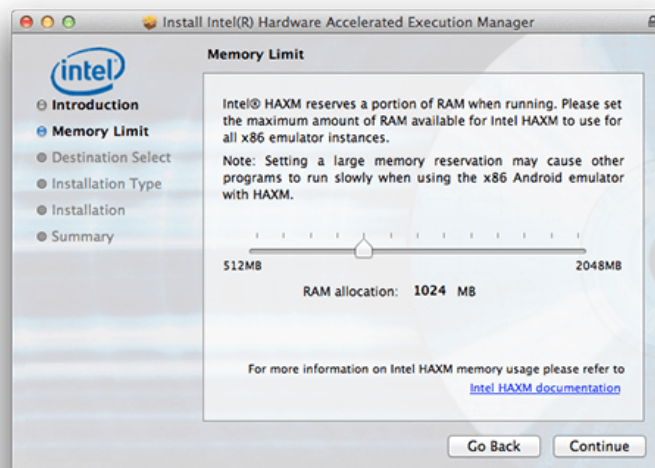 Install Intel(R) Hardware Accelerated Execution Manager
intel
Introduction
Memory Limit
Destination Select
Installation Type
Installation
Summary
Memory Limit
Intel® HAXM reserves a portion of RAM when running. Please set
the maximum amount of RAM available for Intel HAXM to use for
all x86 emulator instances.
Note: Setting a large memory reservation may cause other
programs to run slowly when using the x86 Android emulator
with HAXM.
512MB 2048MB
RAM allocation: 1024 MB
For more information on Intel HAXM memory usage please refer to
Intel HAXM documentation
Go Back Continue